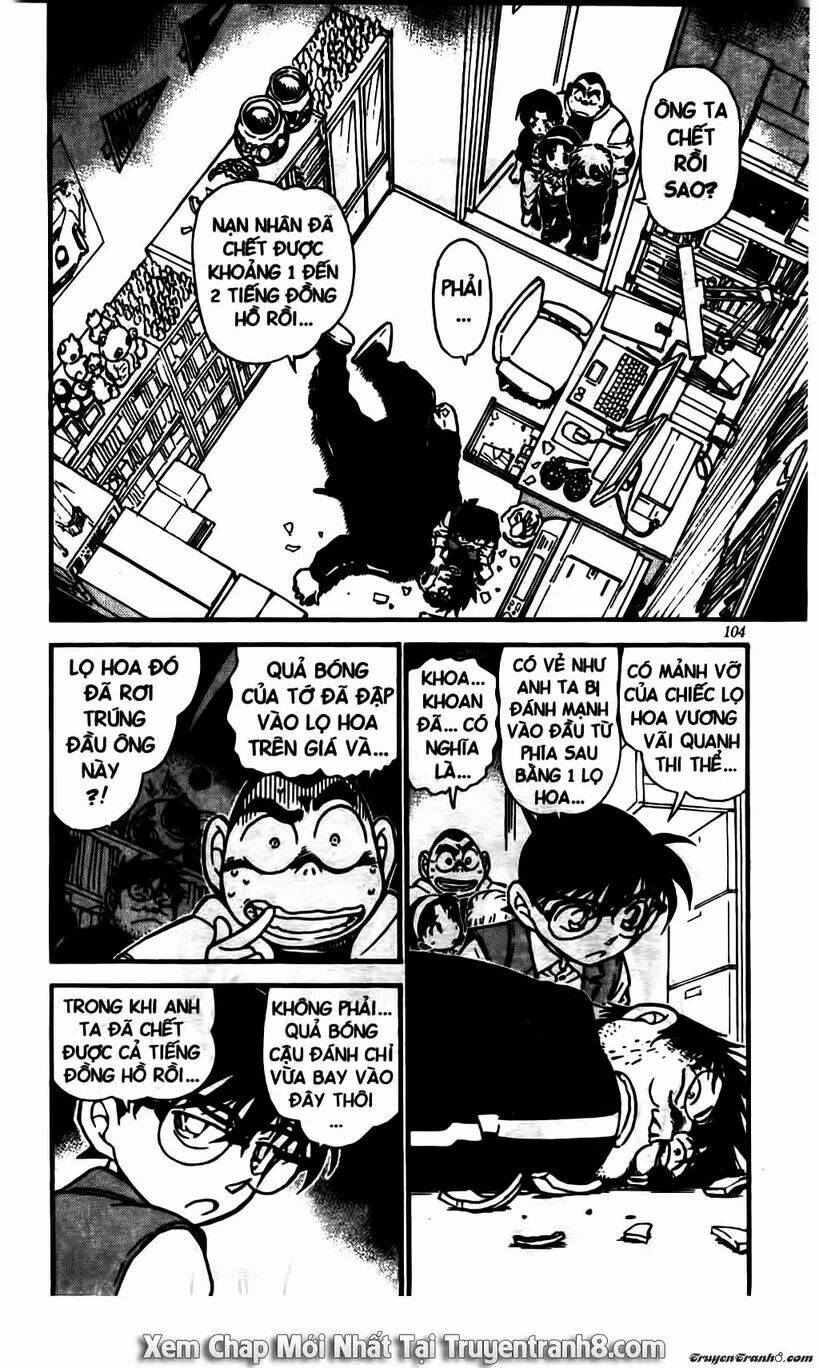 ÔNG TA
CHẾT
RỒI
SAO?
PHẢI
...
NẠN NHÂN ĐÃ
CHẾT ĐƯỢC
KHOẢNG 1 ĐẾN
2 TIẾNG ĐỒNG
HỒ RỒI...
104
CÓ MẢNH VỠ
CỦA CHIẾC LỌ
HOA VƯƠNG
VÃI QUANH
THI THỂ...
CÓ VẺ NHƯ
ANH TA BỊ
ĐÁNH MẠNH
VÀO ĐẦU TỪ
PHÍA SAU
BẰNG 1 LỌ
HOA...
KHOA...
KHOAN
ĐÃ... CÓ
NGHĨA
LÀ...
QUẢ BÓNG
CỦA TỚ ĐÃ ĐẬP
VÀO LỌ HOA
TRÊN GIÁ VÀ...
LỌ HOA ĐÓ
ĐÃ RƠI
TRÚNG
ĐẦU ÔNG
NÀY
?!
KHÔNG PHẢI...
QUẢ BÓNG
CẬU ĐÁNH CHỈ
VỪA BAY VÀO
ĐÂY THÔI
...
TRONG KHI ANH
TA ĐÃ CHẾT
ĐƯỢC CẢ TIẾNG
ĐỒNG HỒ RỒI...
Xem Chap Mới Nhất Tại Truyentranh8.com
TruyenTranh8.com